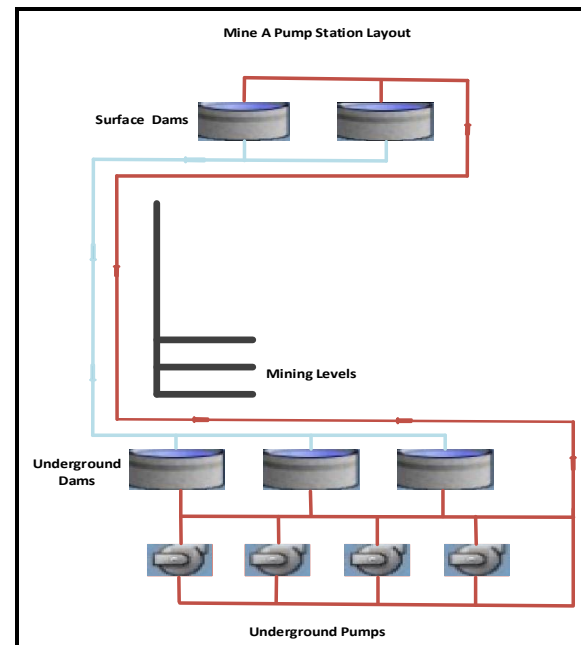 Mine A Pump Station Layout
Surface Dams
Mining Levels
Underground
Dams
Underground Pumps